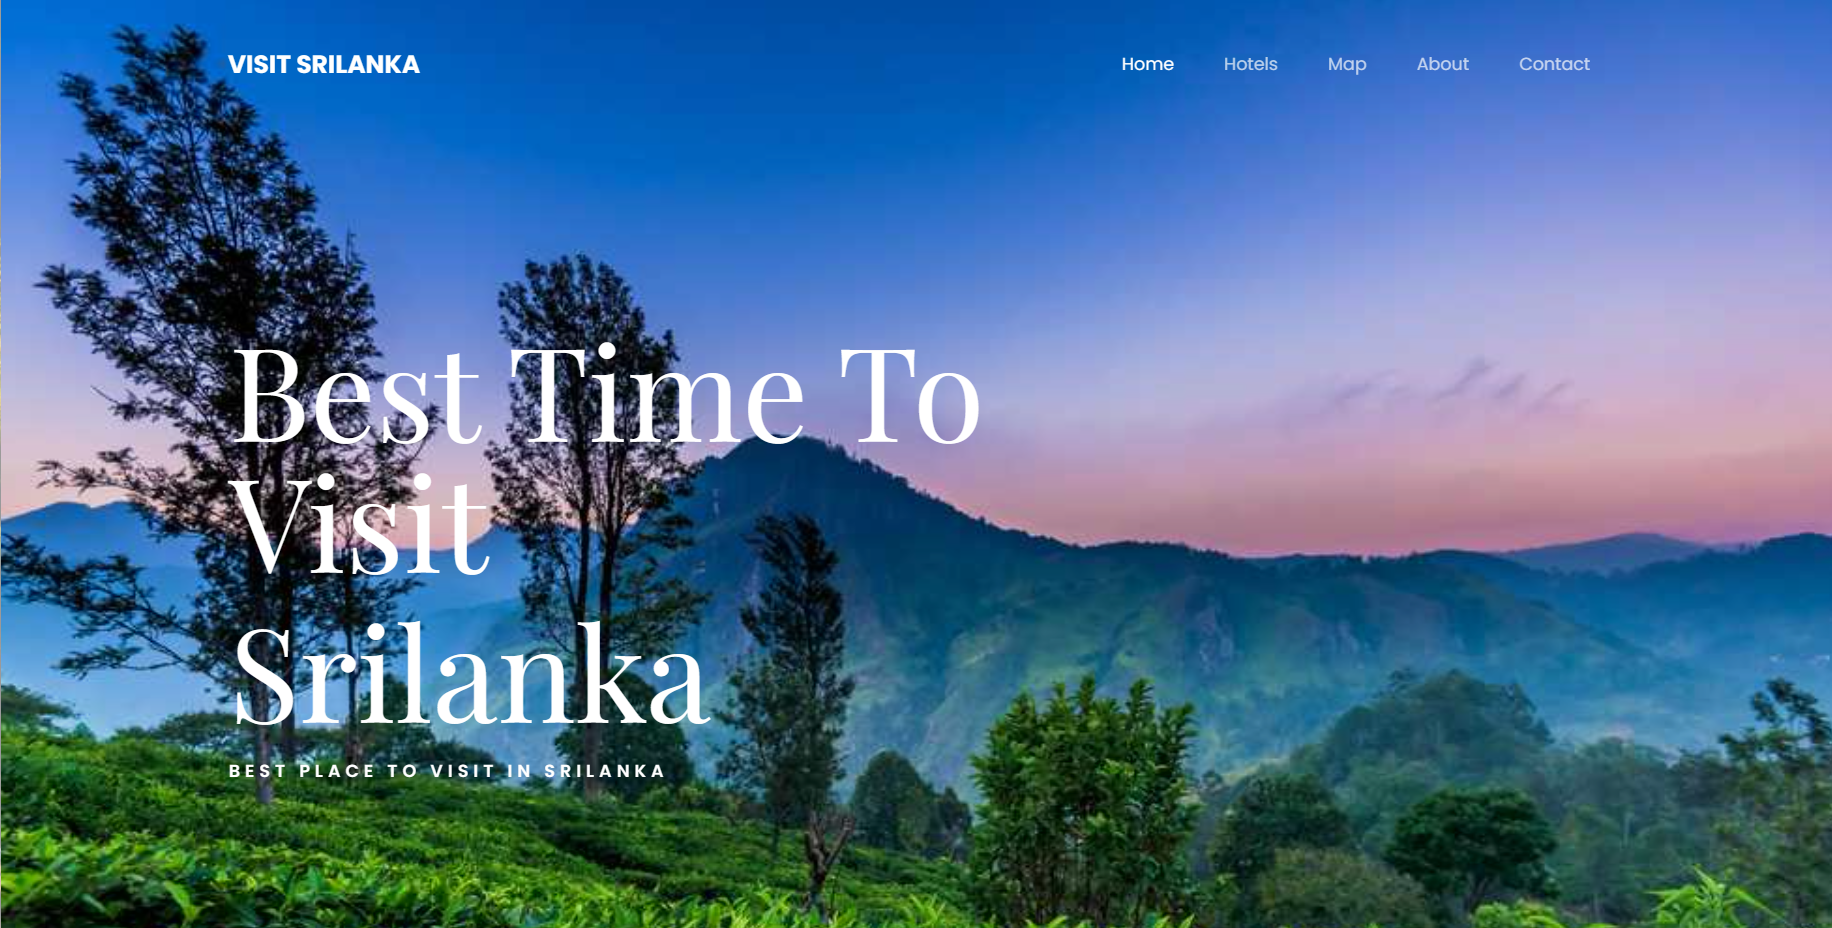 VISIT SRILANKA
Home Hotels Map About Contact
Best Time To
Visit
Srilanka
BEST PLACE TO VISIT IN SRILANKA